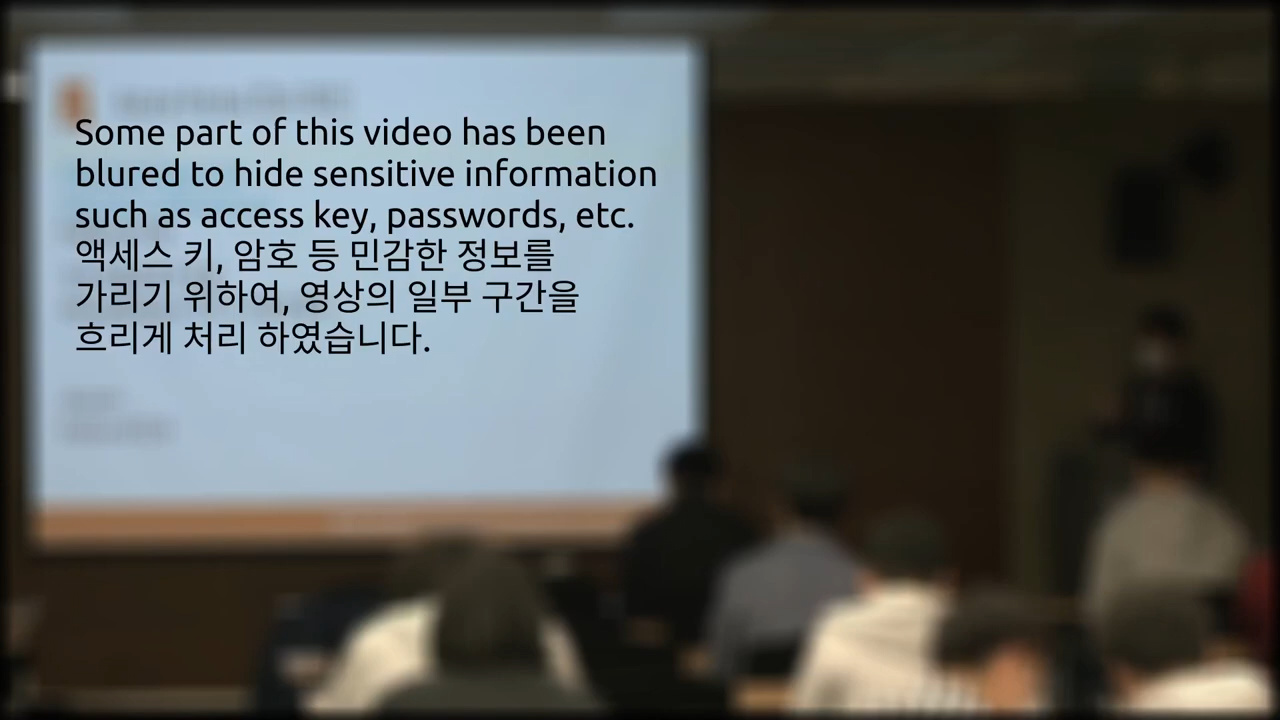 Some part of this video has been
blured to hide sensitive information
such as access key, passwords, etc.
액세스 키, 암호 등 민감한 정보를
가리기 위하여, 영상의 일부 구간을
흐리게 처리 하였습니다.